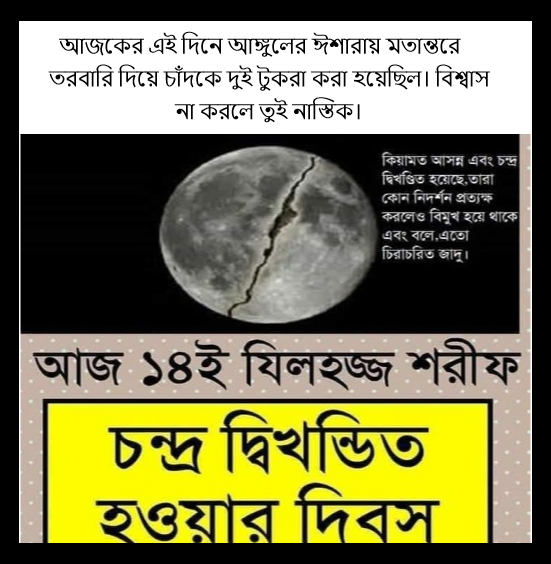 আজকের এই দিনে আঙ্গুলের ঈশারায় মতান্তরে
তরবারি দিয়ে চাঁদকে দুই টুকরা করা হয়েছিল। বিশ্বাস
না করলে তুই নাস্তিক।
কিয়ামত আসন্ন এবং চন্দ্র
দ্বিখণ্ডিত হয়েছে,তারা
কোন নিদর্শন প্রত্যক্ষ
করলেও বিমুখ হয়ে থাকে
এবং বলে,এতো
চিরাচরিত জাদু।
আজ ১৪ই যিলহজ্জ শরীফ
চন্দ্র দ্বিখন্ডিত
হওয়ার দিবস